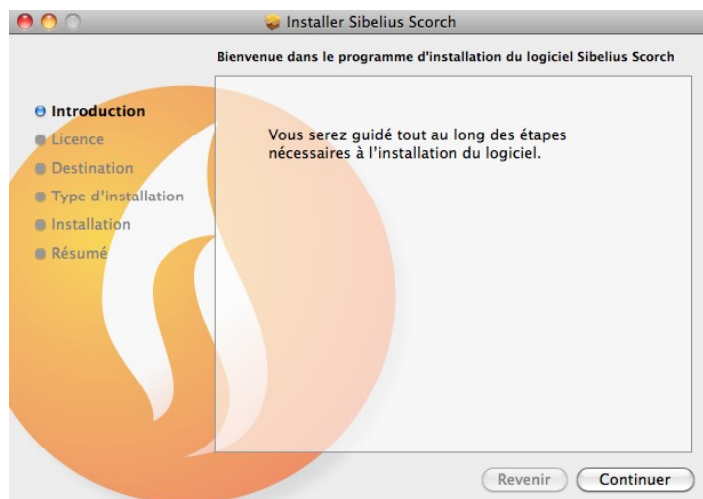 Installer Sibelius Scorch
Bienvenue dans le programme d'installation du logiciel Sibelius Scorch
Introduction
Licence
Destination
Type d'installation
Installation
Résumé
Vous serez guidé tout au long des étapes
nécessaires à l'installation du logiciel.
Revenir
Continuer